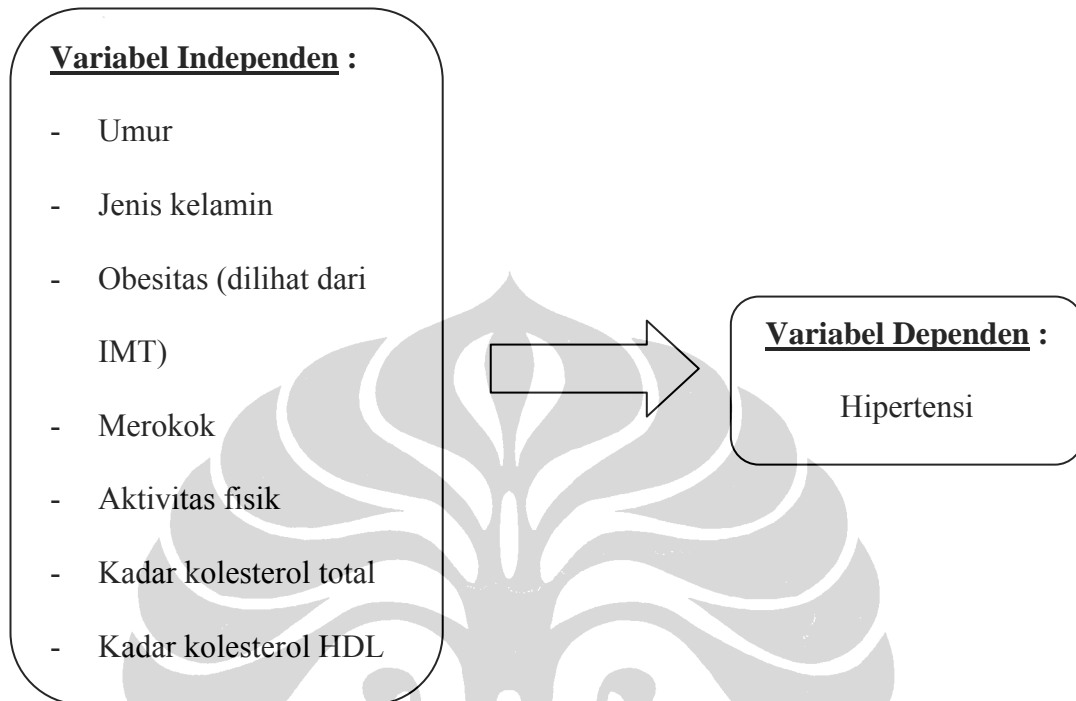 Variabel Independen :
- Umur
- Jenis kelamin
- Obesitas (dilihat dari
IMT)
- Merokok
- Aktivitas fisik
- Kadar kolesterol total
- Kadar kolesterol HDL
Variabel Dependen :
Hipertensi